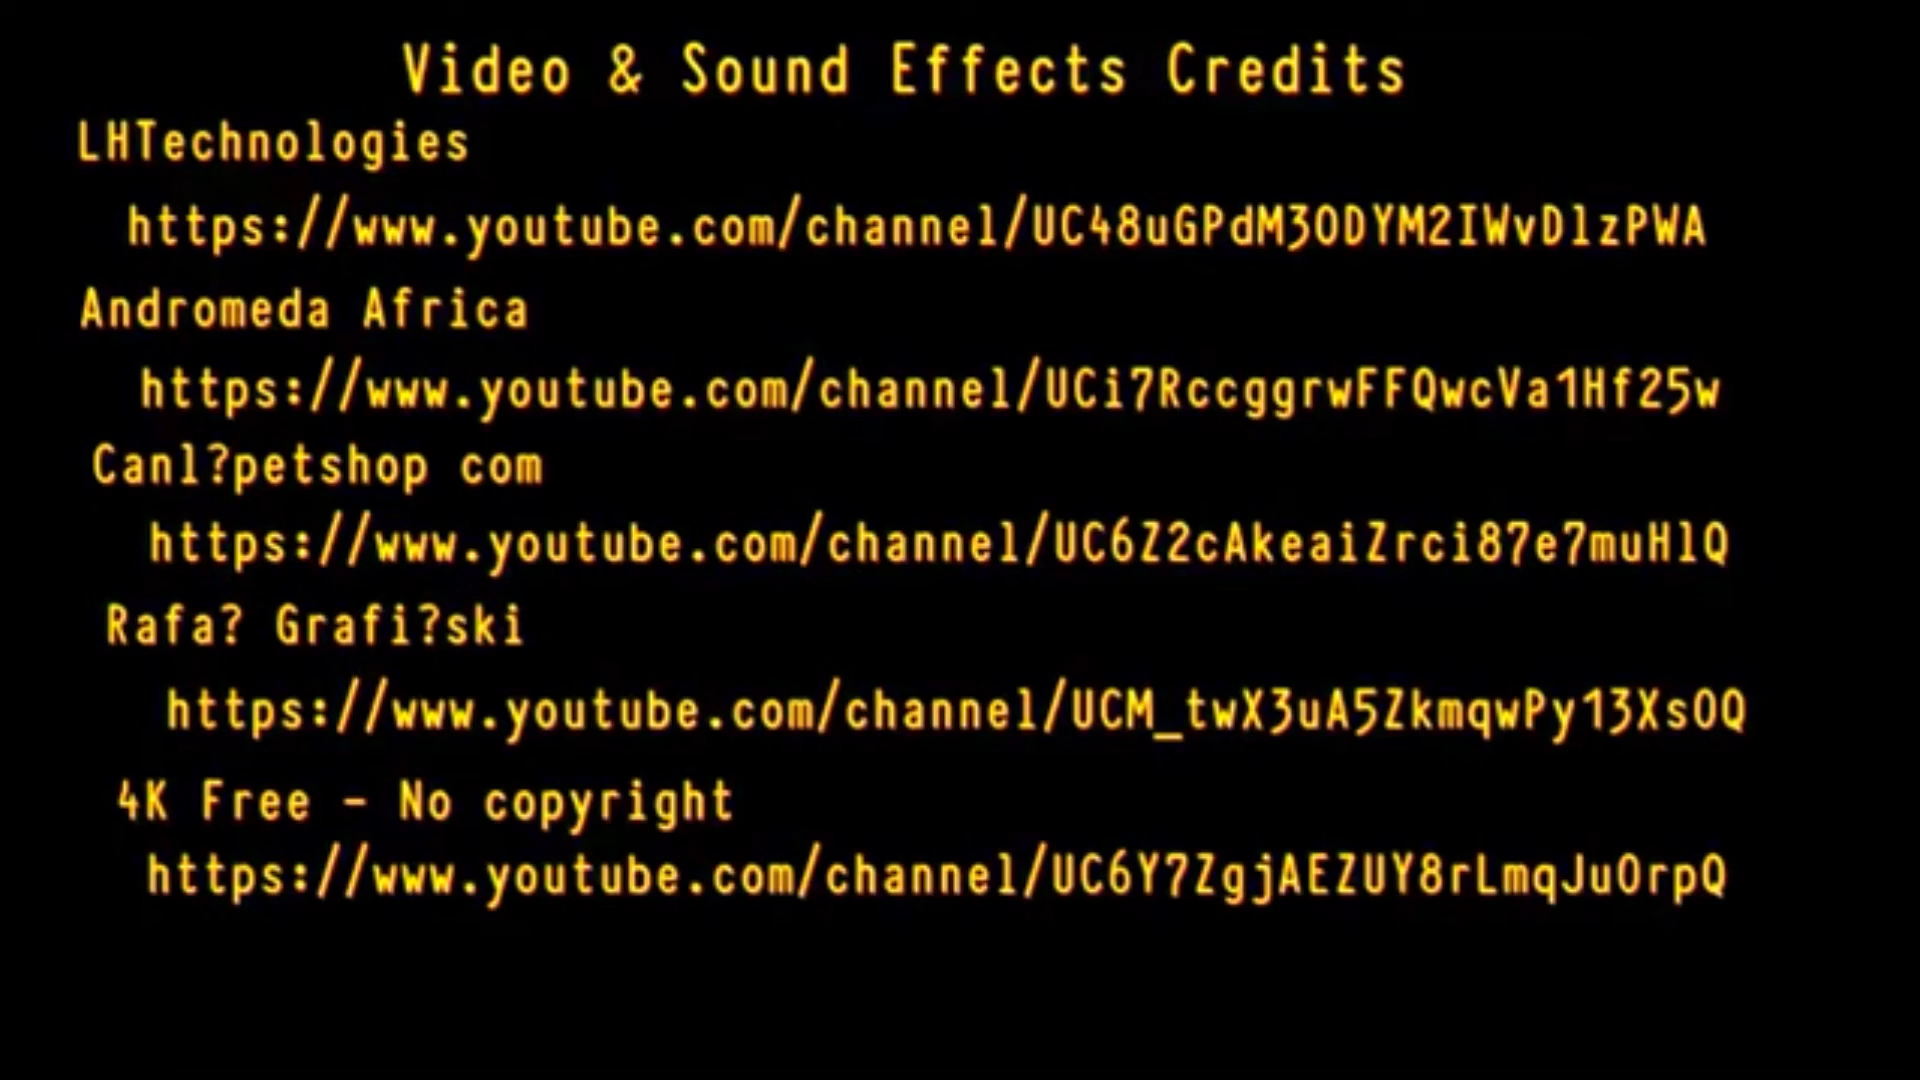 Video & Sound Effects Credits
LHTechnologies
https://www.youtube.com/channel/UC48uGPdM3ODYM2IWvDlzPWA
Andromeda Africa
https://www.youtube.com/channel/UCi7RccggrwFFQwcVa1Hf25w
Canl?petshop com
https://www.youtube.com/channel/UC6Z2cAkeaiZrci87e7muHlQ
Rafa? Grafi?ski
https://www.youtube.com/channel/UCM_twX3uA5ZkmqwPy13Xs0Q
4K Free - No copyright
https://www.youtube.com/channel/UC6Y7ZgjAEZUY8rLmqJu0rpQ